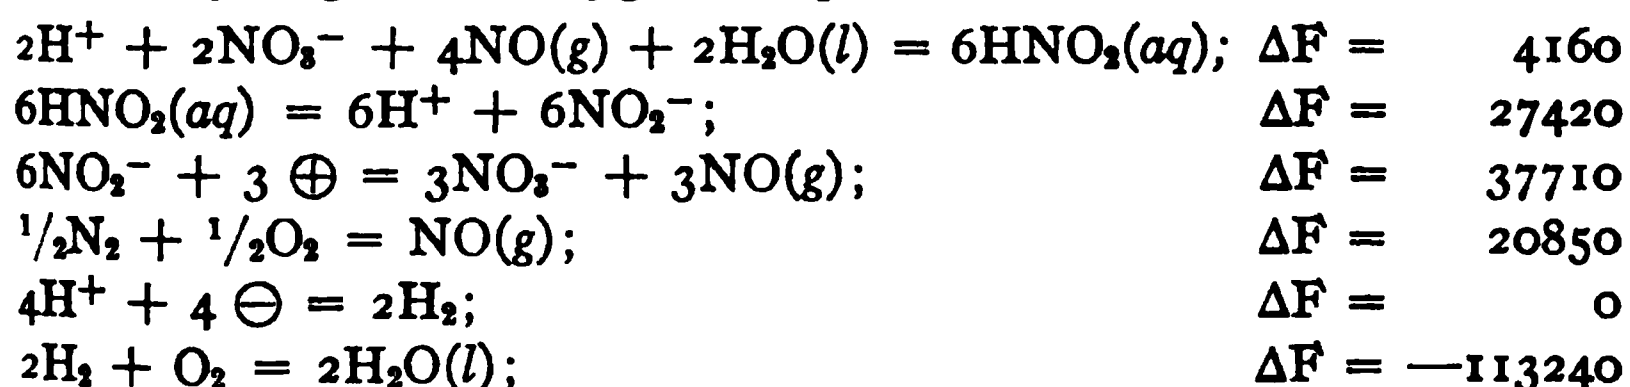 2H⁺ + 2NO₃⁻ + 4NO(g) + 2H₂O(l) = 6HNO₂(aq); ΔF = 4160
6HNO₂(aq) = 6H⁺ + 6NO₂⁻; ΔF = 27420
6NO₂⁻ + 3 ⊕ = 3NO₃⁻ + 3NO(g); ΔF = 37710
¹/₂N₂ + ¹/₂O₂ = NO(g); ΔF = 20850
4H⁺ + 4 ⊖ = 2H₂; ΔF = 0
2H₂ + O₂ = 2H₂O(l); ΔF = —113240